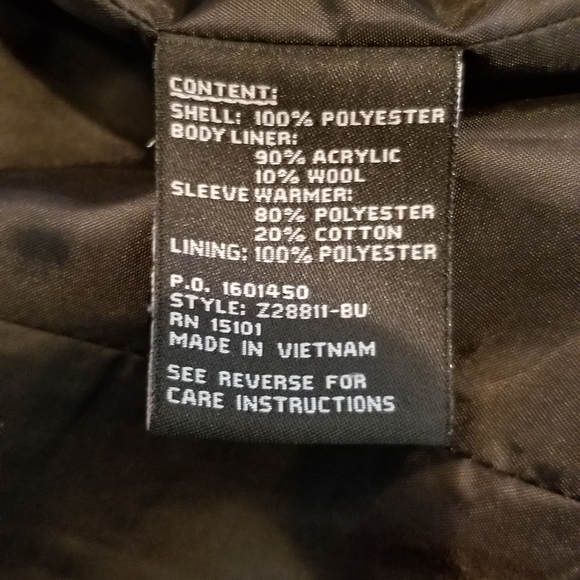 CONTENT:
SHELL: 100% POLYESTER
BODY LINER:
90% ACRYLIC
10% WOOL
SLEEVE WARMER:
80% POLYESTER
20% COTTON
LINING: 100% POLYESTER
P.O. 1601450
STYLE: Z28811-BU
RN 15101
MADE IN VIETNAM
SEE REVERSE FOR
CARE INSTRUCTIONS